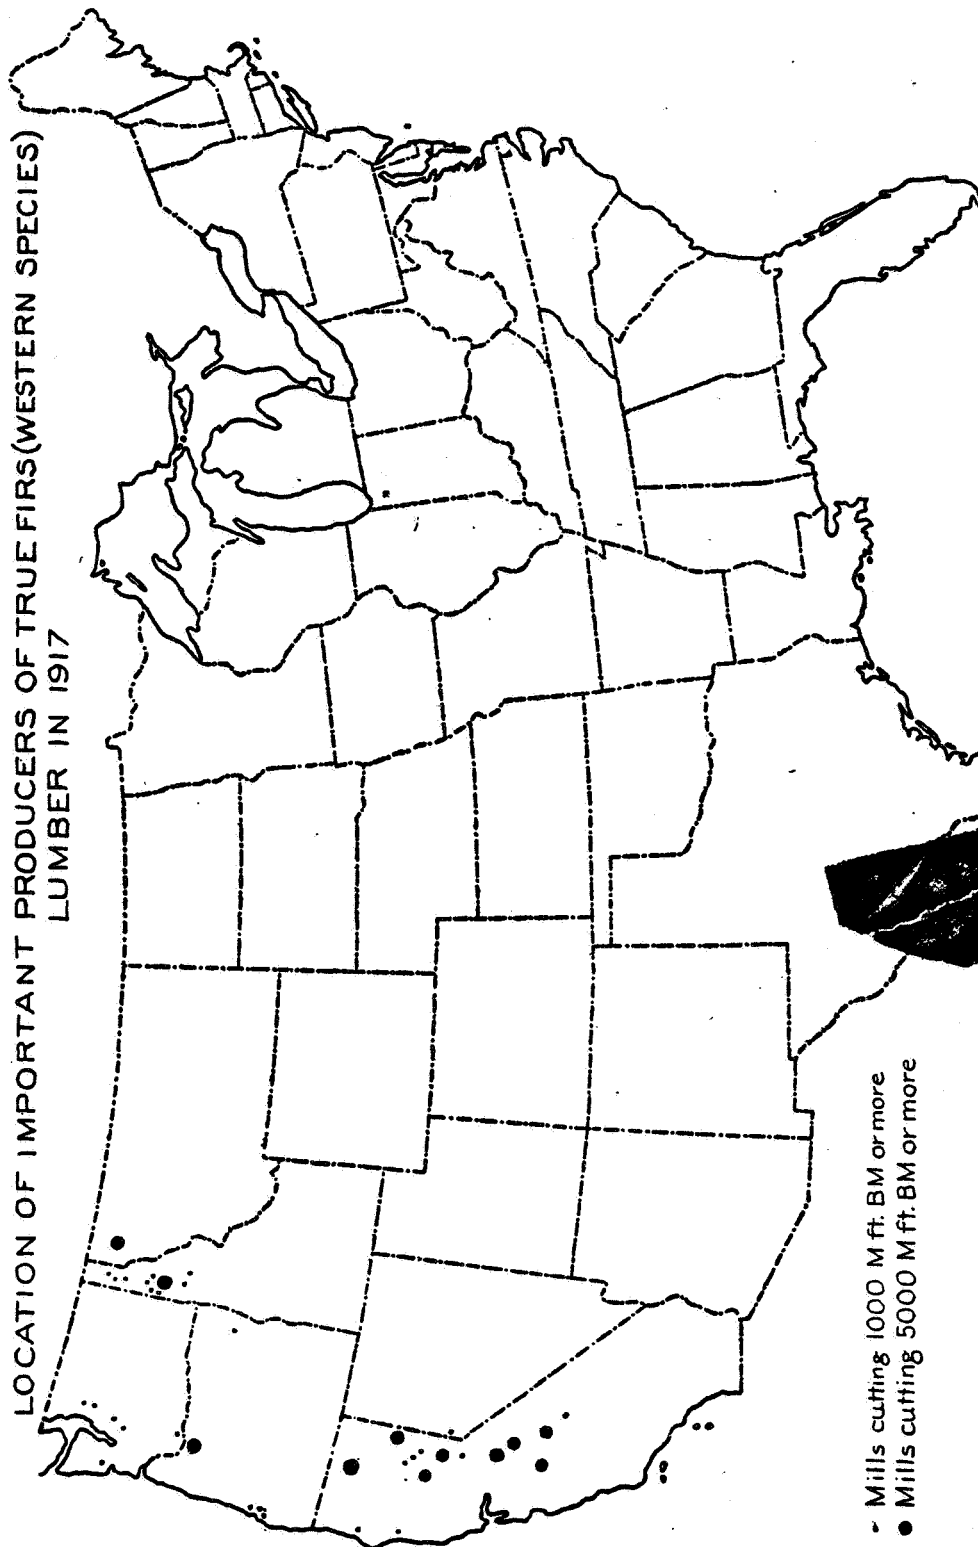 LOCATION OF IMPORTANT PRODUCERS OF TRUE FIRS(WESTERN SPECIES)
LUMBER IN 1917
- Mills cutting 1000 M ft. BM or more
● Mills cutting 5000 M ft. BM or more